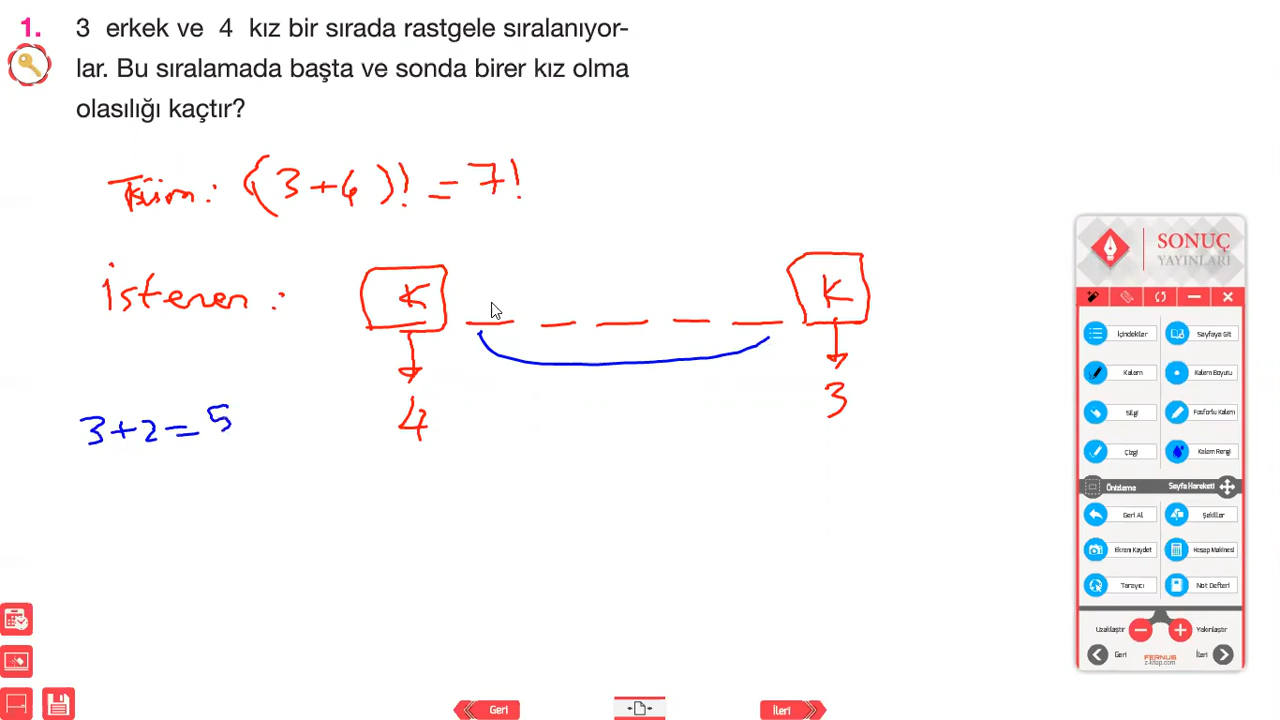 1. 3 erkek ve 4 kız bir sırada rastgele sıralanıyor-
lar. Bu sıralamada başta ve sonda birer kız olma
olasılığı kaçtır?
Tüm: (3+4)! = 7!
İstenen: K _ _ _ _ _ K
4 3
3+2=5
SONUÇ
YAYINLARI
İçindekiler Sayfaya Git
Kalem Kalem Boyutu
Silgi Fosforlu Kalem
Çizgi Kalem Rengi
Önizleme Sayfa Hareketi
Geri Al Şekiller
Ekranı Kaydet Hesap Makinesi
Tarayıcı Not Defteri
Uzaklaştır Yakınlaştır
Geri FERNUS İleri
z-kitap.com
Geri İleri